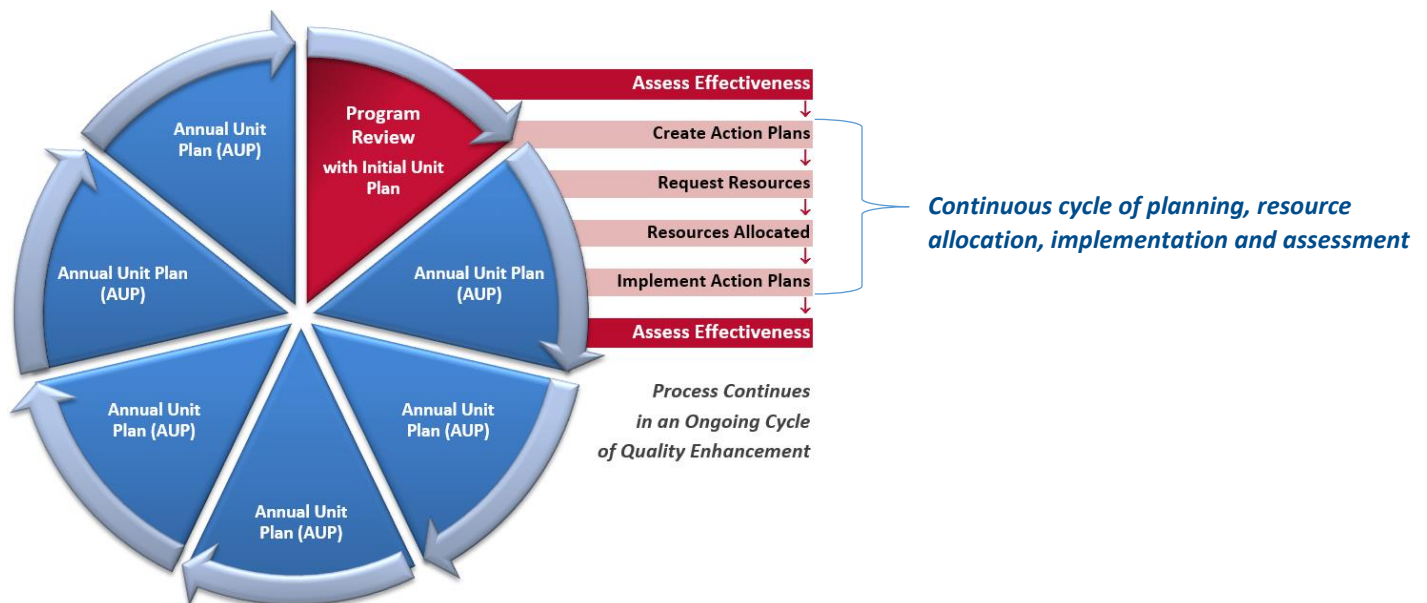 Program
Review
with Initial Unit
Plan
Annual Unit Plan
(AUP)
Annual Unit
Plan (AUP)
Annual Unit
Plan (AUP)
Annual Unit
Plan (AUP)
Annual Unit Plan
(AUP)
Annual Unit
Plan (AUP)
Assess Effectiveness
Create Action Plans
Request Resources
Resources Allocated
Implement Action Plans
Assess Effectiveness
Process Continues
in an Ongoing Cycle
of Quality Enhancement
Continuous cycle of planning, resource
allocation, implementation and assessment